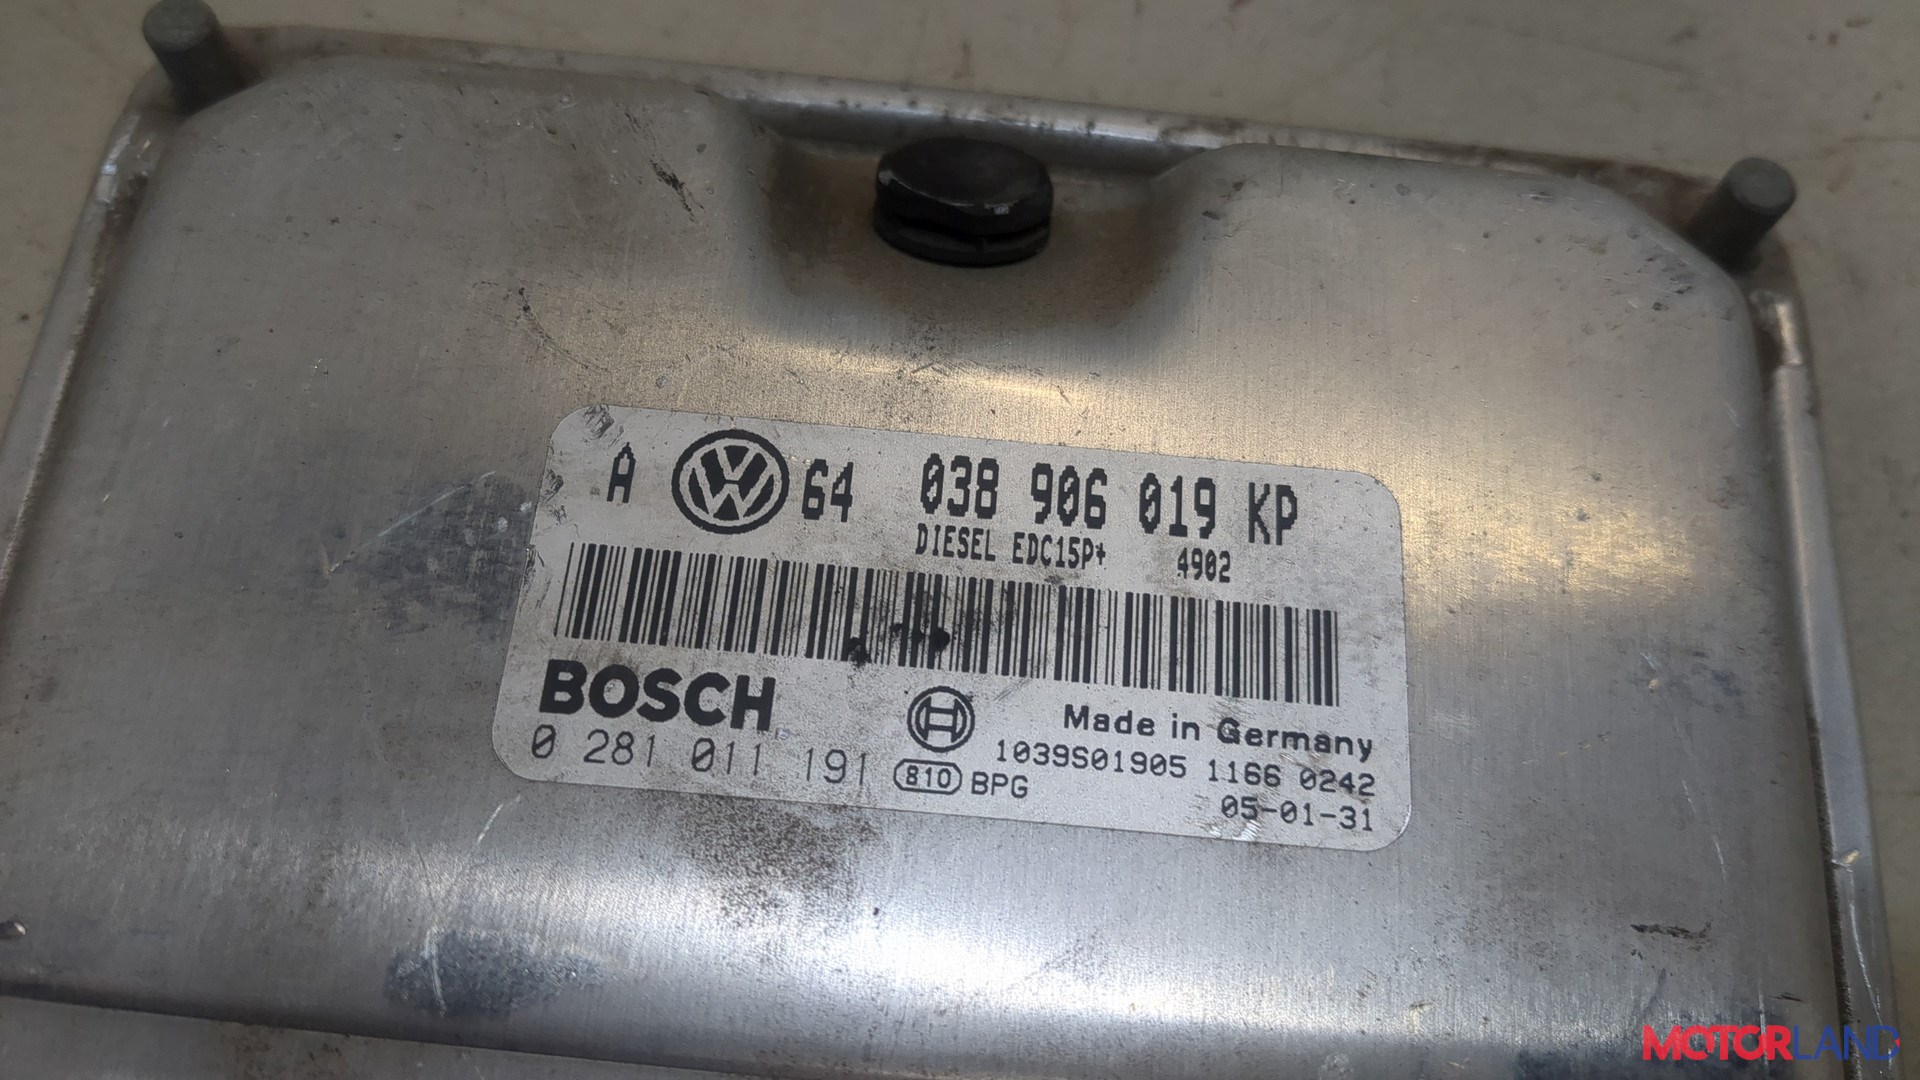 A VW 64 038 906 019 KP
DIESEL EDC15P+ 4902
BOSCH
Made in Germany
0 281 011 191
1039S01905 1166 0242
810 BPG
05-01-31
MOTORLAND